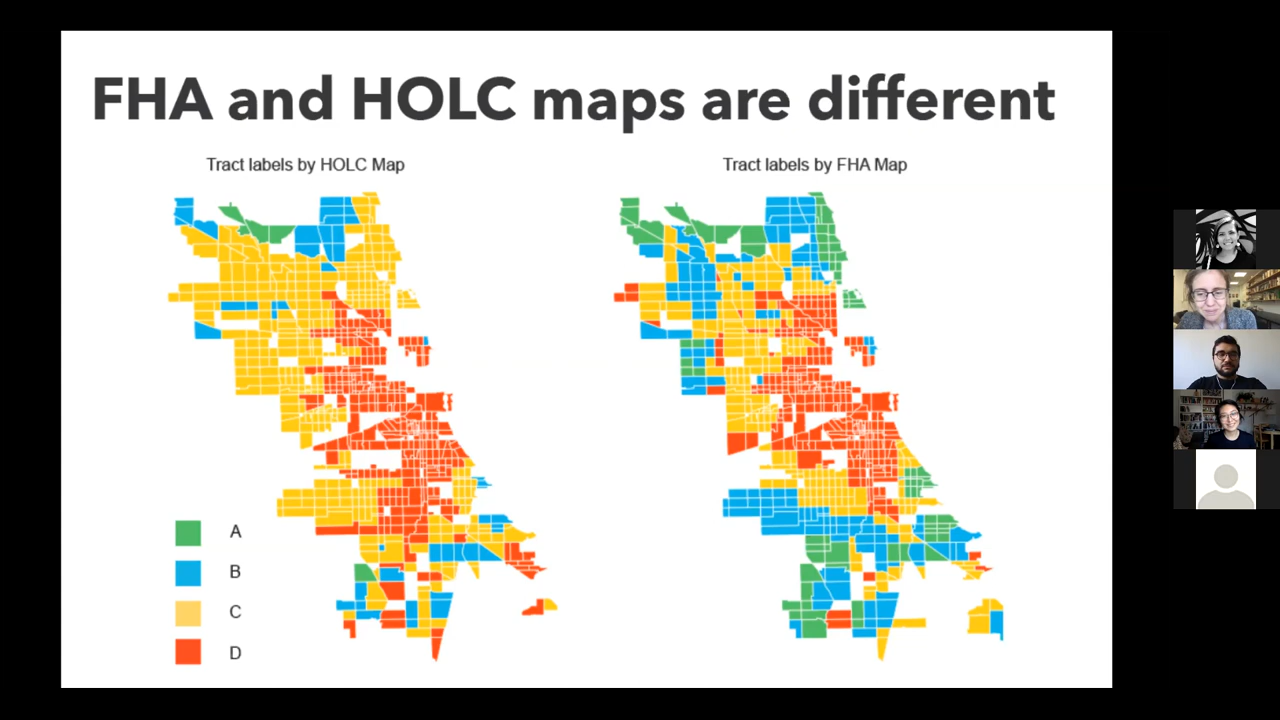 FHA and HOLC maps are different
Tract labels by HOLC Map
Tract labels by FHA Map
A
B
C
D